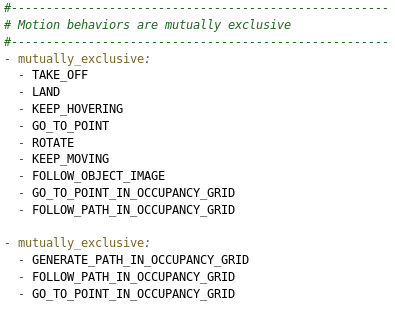 #------------------------------------------------------
# Motion behaviors are mutually exclusive
#------------------------------------------------------
- mutually_exclusive:
  - TAKE_OFF
  - LAND
  - KEEP_HOVERING
  - GO_TO_POINT
  - ROTATE
  - KEEP_MOVING
  - FOLLOW_OBJECT_IMAGE
  - GO_TO_POINT_IN_OCCUPANCY_GRID
  - FOLLOW_PATH_IN_OCCUPANCY_GRID

- mutually_exclusive:
  - GENERATE_PATH_IN_OCCUPANCY_GRID
  - FOLLOW_PATH_IN_OCCUPANCY_GRID
  - GO_TO_POINT_IN_OCCUPANCY_GRID